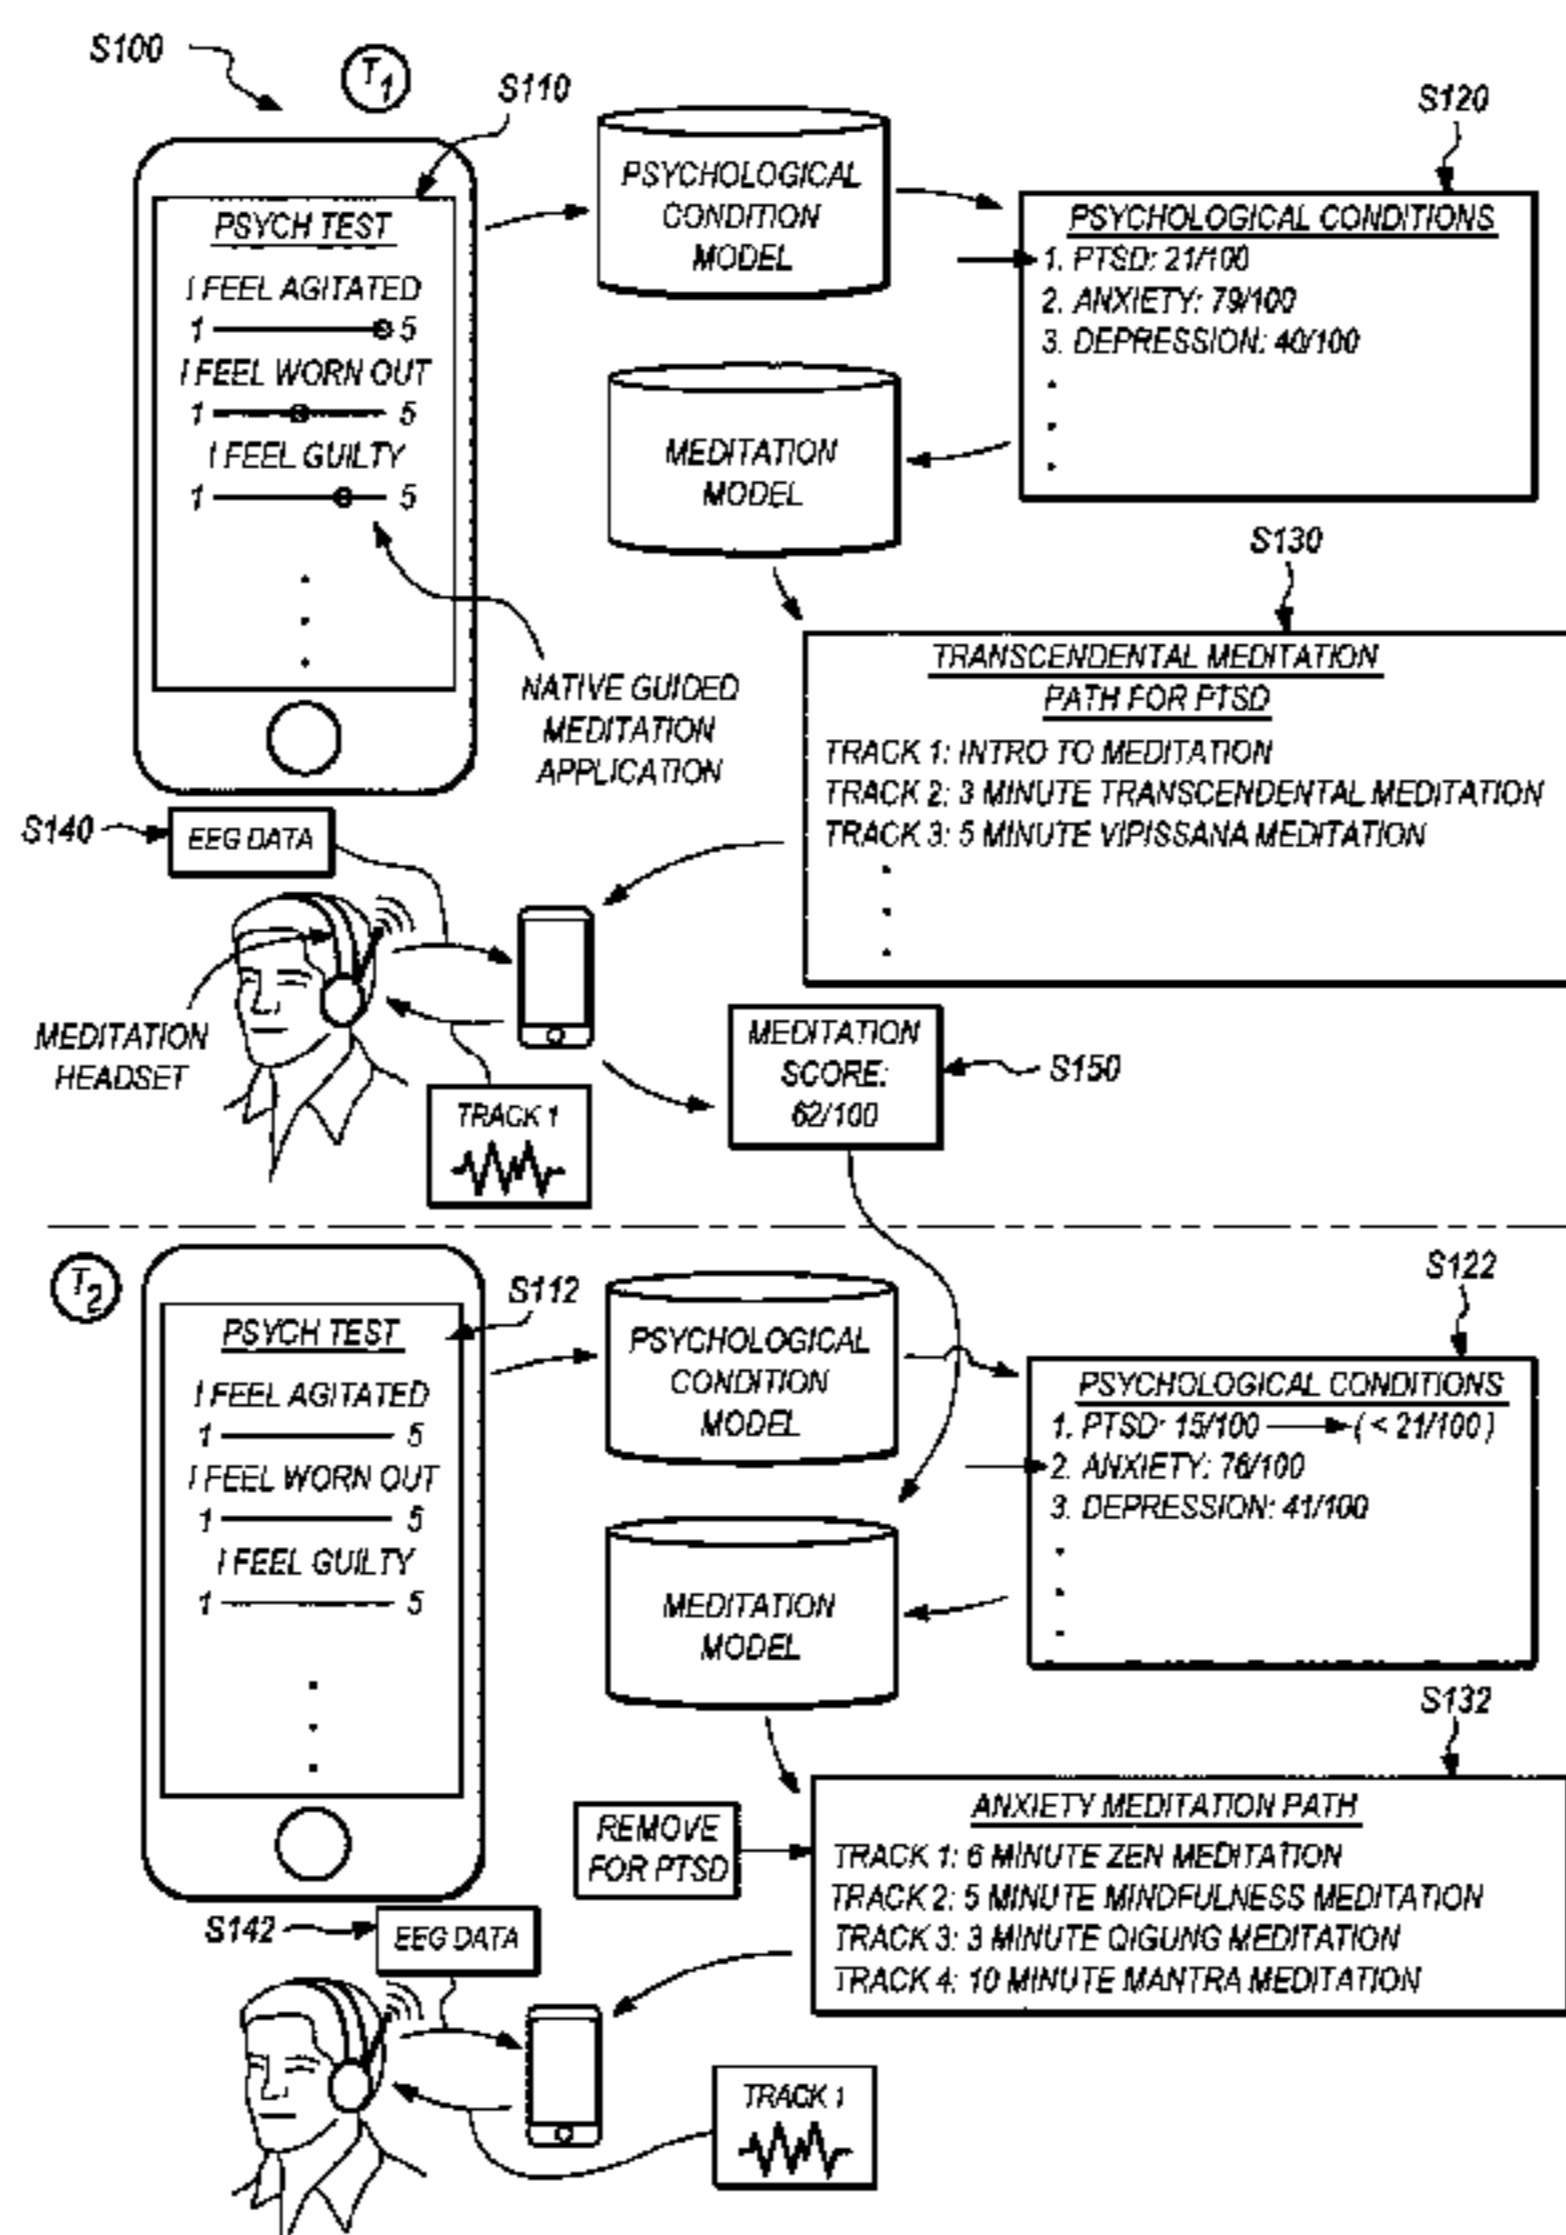 S100
T1
S110
PSYCH TEST
I FEEL AGITATED
1 5
I FEEL WORN OUT
1 5
I FEEL GUILTY
1 5
NATIVE GUIDED
MEDITATION
APPLICATION
PSYCHOLOGICAL
CONDITION
MODEL
S120
PSYCHOLOGICAL CONDITIONS
1. PTSD: 21/100
2. ANXIETY: 79/100
3. DEPRESSION: 40/100
MEDITATION
MODEL
S130
TRANSCENDENTAL MEDITATION
PATH FOR PTSD
TRACK 1: INTRO TO MEDITATION
TRACK 2: 3 MINUTE TRANSCENDENTAL MEDITATION
TRACK 3: 5 MINUTE VIPISSANA MEDITATION
S140
EEG DATA
MEDITATION
HEADSET
TRACK 1
MEDITATION
SCORE:
62/100
S150
T2
S112
PSYCH TEST
I FEEL AGITATED
1 5
I FEEL WORN OUT
1 5
I FEEL GUILTY
1 5
PSYCHOLOGICAL
CONDITION
MODEL
S122
PSYCHOLOGICAL CONDITIONS
1. PTSD: 15/100 (< 21/100)
2. ANXIETY: 76/100
3. DEPRESSION: 41/100
MEDITATION
MODEL
S132
REMOVE
FOR PTSD
ANXIETY MEDITATION PATH
TRACK 1: 6 MINUTE ZEN MEDITATION
TRACK 2: 5 MINUTE MINDFULNESS MEDITATION
TRACK 3: 3 MINUTE QIGUNG MEDITATION
TRACK 4: 10 MINUTE MANTRA MEDITATION
S142
EEG DATA
TRACK 1